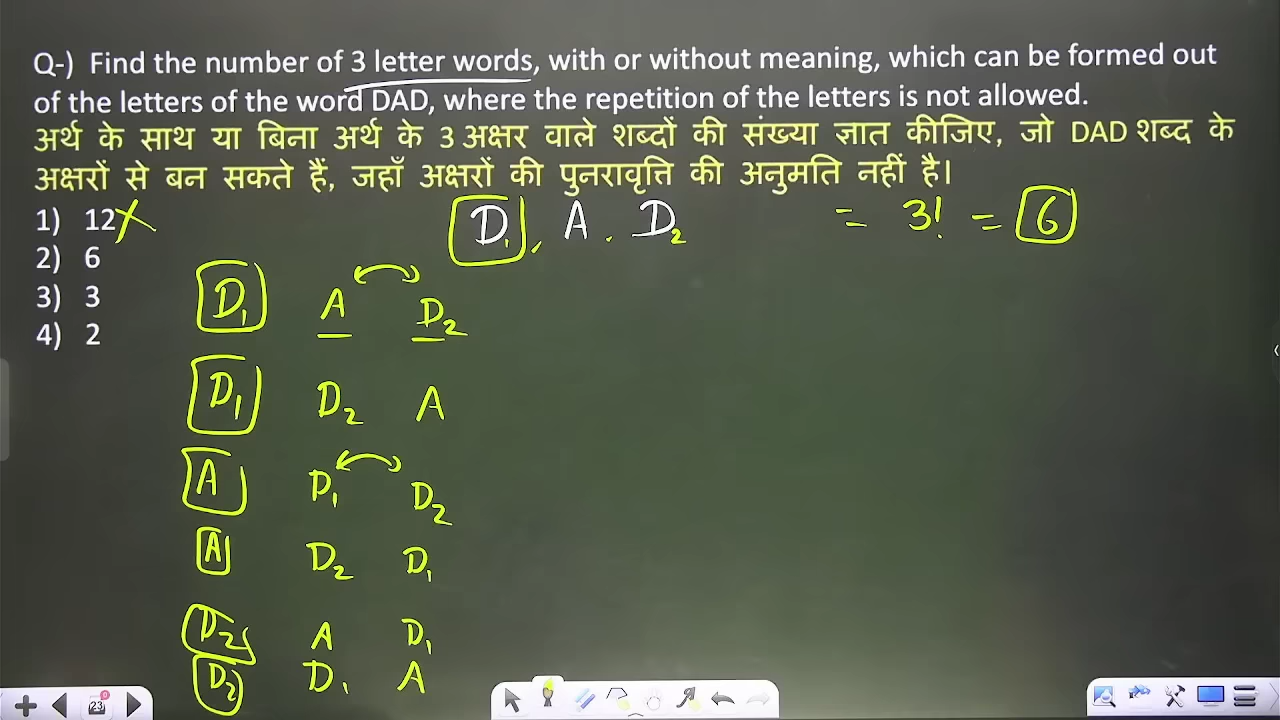 Q-) Find the number of 3 letter words, with or without meaning, which can be formed out
of the letters of the word DAD, where the repetition of the letters is not allowed.
अर्थ के साथ या बिना अर्थ के 3 अक्षर वाले शब्दों की संख्या ज्ञात कीजिए, जो DAD शब्द के
अक्षरों से बन सकते हैं, जहाँ अक्षरों की पुनरावृत्ति की अनुमति नहीं है।
1) 12 X
D₁, A . D₂ = 3! = 6
2) 6
3) 3
4) 2
D₁ A D₂
D₁ D₂ A
A D₁ D₂
A D₂ D₁
D₂ A D₁
D₂ D₁ A
23
0